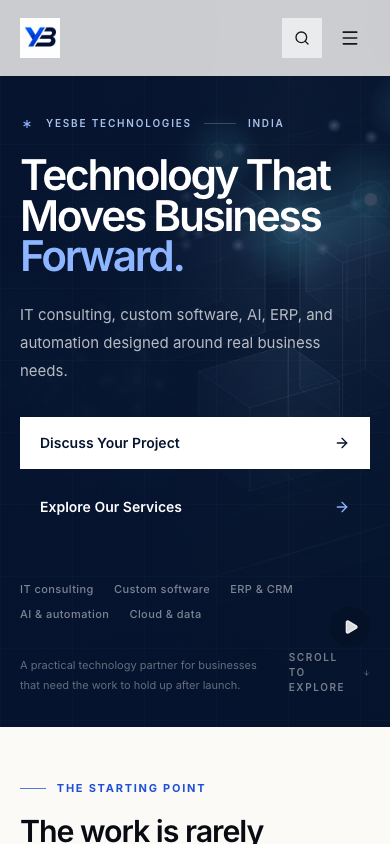 YB
YESBE TECHNOLOGIES INDIA
Technology That
Moves Business
Forward.
IT consulting, custom software, AI, ERP, and
automation designed around real business
needs.
Discuss Your Project
Explore Our Services
IT consulting Custom software ERP & CRM
AI & automation Cloud & data
A practical technology partner for businesses
that need the work to hold up after launch.
SCROLL
TO
EXPLORE
THE STARTING POINT
The work is rarely